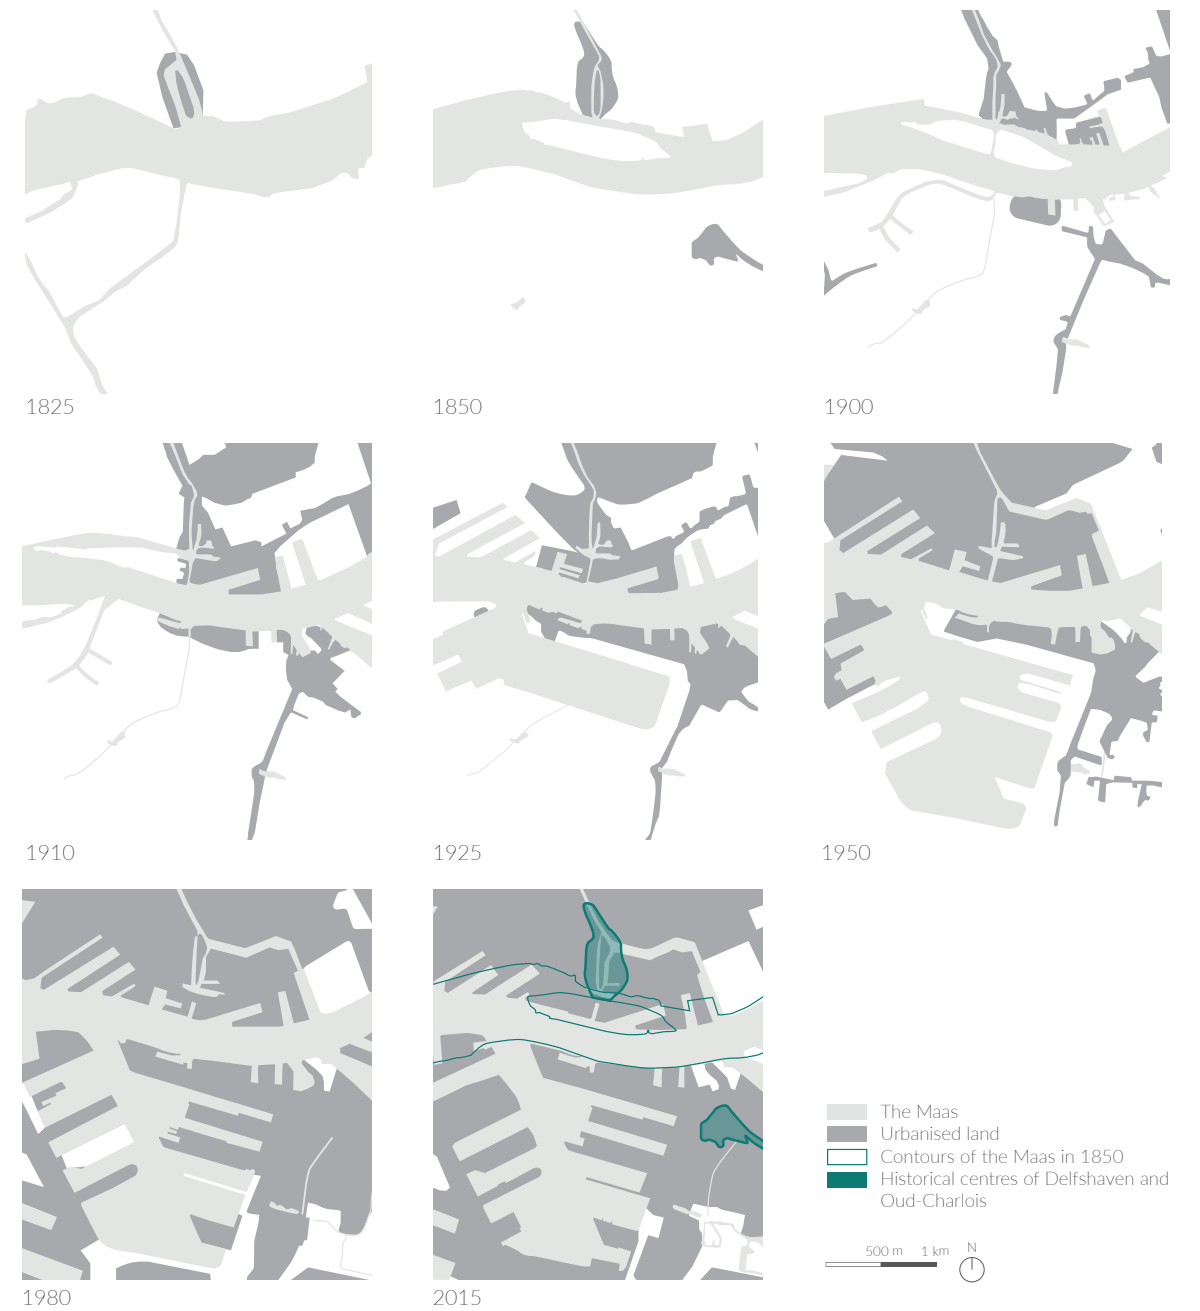 1825
1850
1900
1910
1925
1950
1980
2015
The Maas
Urbanised land
Contours of the Maas in 1850
Historical centres of Delfshaven and
Oud-Charlois
500 m 1 km N